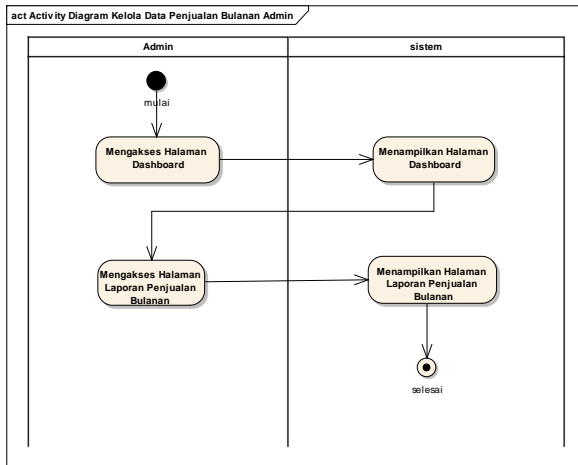 act Activity Diagram Kelola Data Penjualan Bulanan Admin
Admin
sistem
mulai
Mengakses Halaman
Dashboard
Menampilkan Halaman
Dashboard
Mengakses Halaman
Laporan Penjualan
Bulanan
Menampilkan Halaman
Laporan Penjualan
Bulanan
selesai